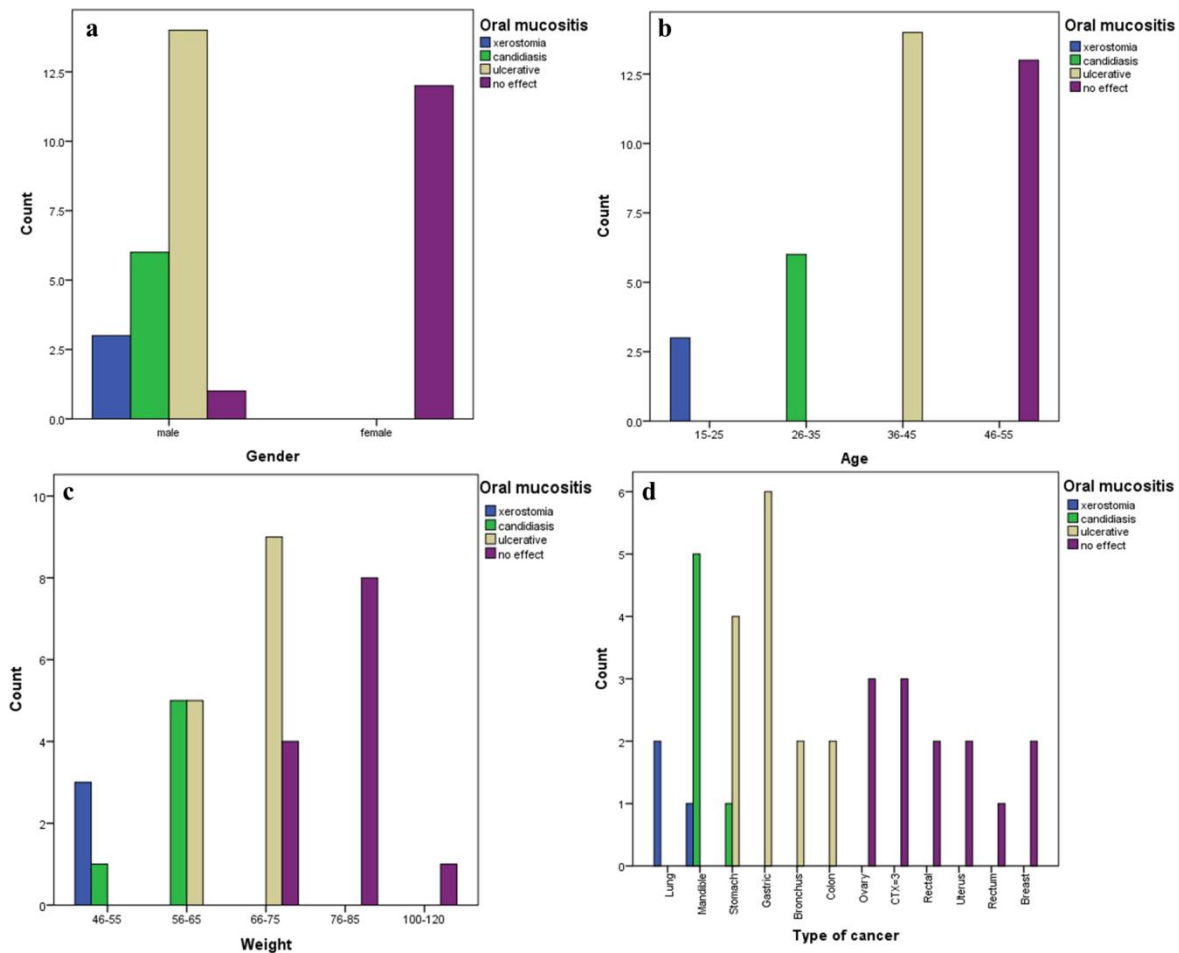 a
Oral mucositis
xerostomia
candidiasis
ulcerative
no effect
12.5
10.0
7.5
5.0
2.5
0.0
Count
male
female
Gender
b
Oral mucositis
xerostomia
candidiasis
ulcerative
no effect
12.5
10.0
7.5
5.0
2.5
0.0
Count
15-25
26-35
36-45
46-55
Age
c
Oral mucositis
xerostomia
candidiasis
ulcerative
no effect
10
8
6
4
2
0
Count
46-55
56-65
66-75
76-85
100-120
Weight
d
Oral mucositis
xerostomia
candidiasis
ulcerative
no effect
6
5
4
3
2
1
0
Count
Lung
Mandible
Stomach
Gastric
Bronchus
Colon
Ovary
CTX=3
Rectal
Uterus
Rectum
Breast
Type of cancer